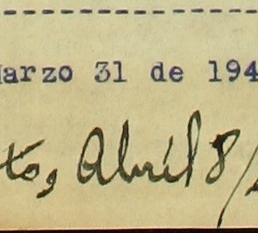 Marzo 31 de 194
to, Abril 8/